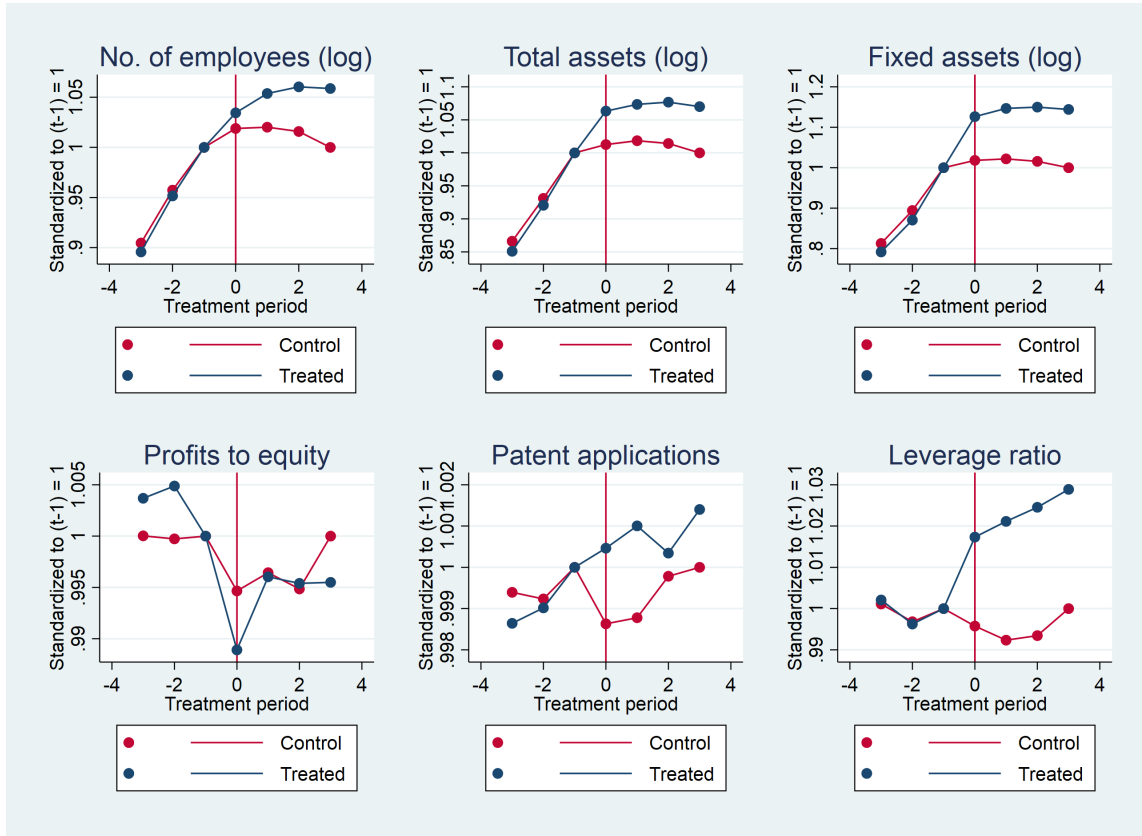 No. of employees (log)
Standardized to (t-1) = 1
.9 .95 1 1.05
-4 -2 0 2 4
Treatment period
Control
Treated
Total assets (log)
Standardized to (t-1) = 1
.85 .9 .95 1 1.05 1.1
-4 -2 0 2 4
Treatment period
Control
Treated
Fixed assets (log)
Standardized to (t-1) = 1
.8 .9 1 1.1 1.2
-4 -2 0 2 4
Treatment period
Control
Treated
Profits to equity
Standardized to (t-1) = 1
.99 .995 1 1.005
-4 -2 0 2 4
Treatment period
Control
Treated
Patent applications
Standardized to (t-1) = 1
.998 .999 1 1.001 1.002
-4 -2 0 2 4
Treatment period
Control
Treated
Leverage ratio
Standardized to (t-1) = 1
.99 1 1.01 1.02 1.03
-4 -2 0 2 4
Treatment period
Control
Treated